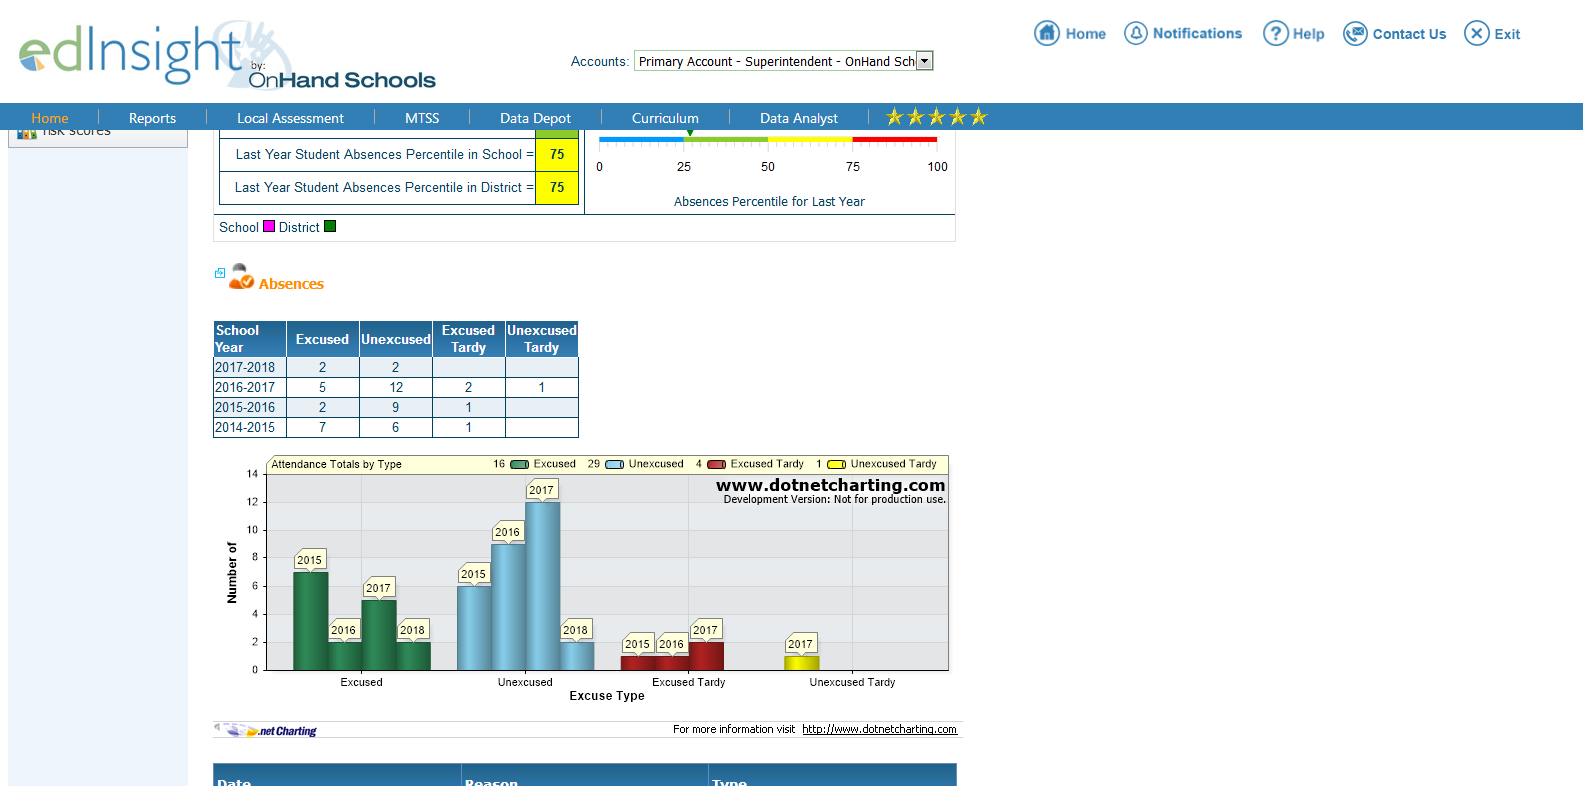 edInsight
by:
OnHand Schools
Accounts: Primary Account - Superintendent - OnHand Sch
Home Notifications Help Contact Us Exit
Home Reports Local Assessment MTSS Data Depot Curriculum Data Analyst
risk scores
Last Year Student Absences Percentile in School = 75
Last Year Student Absences Percentile in District = 75
0 25 50 75 100
Absences Percentile for Last Year
School District
Absences
School Year Excused Unexcused Excused Tardy Unexcused Tardy
2017-2018 2 2
2016-2017 5 12 2 1
2015-2016 2 9 1
2014-2015 7 6 1
Attendance Totals by Type 16 Excused 29 Unexcused 4 Excused Tardy 1 Unexcused Tardy
www.dotnetcharting.com
Development Version: Not for production use.
Number of
14
12
10
8
6
4
2
0
2015 2016 2017 2018
2015 2016 2017 2018
2015 2016 2017
2017
Excused Unexcused Excused Tardy Unexcused Tardy
Excuse Type
.net Charting
For more information visit http://www.dotnetcharting.com
Date Reason Type